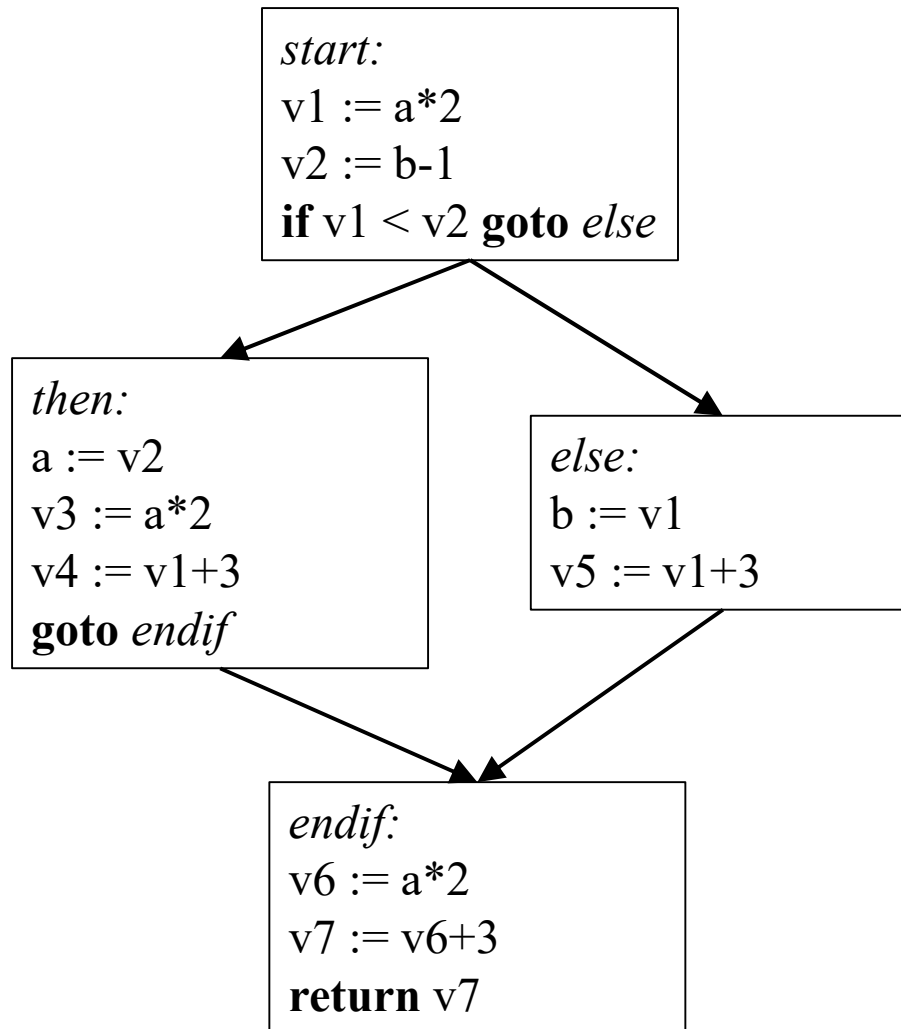 start:
v1 := a*2
v2 := b-1
if v1 < v2 goto else
then:
a := v2
v3 := a*2
v4 := v1+3
goto endif
else:
b := v1
v5 := v1+3
endif:
v6 := a*2
v7 := v6+3
return v7